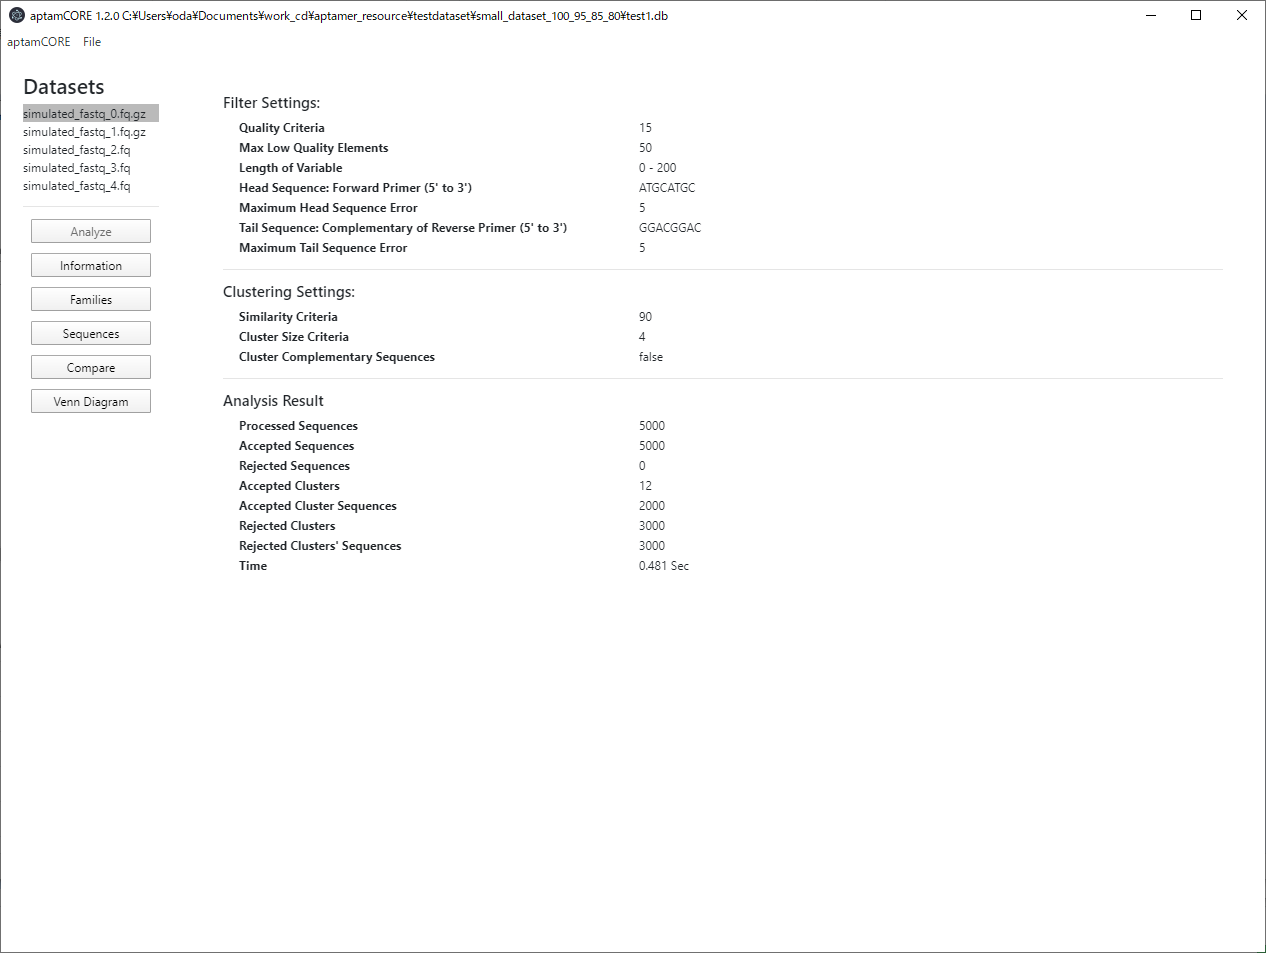 aptamCORE 1.2.0 C:¥Users¥oda¥Documents¥work_cd¥aptamer_resource¥testdataset¥small_dataset_100_95_85_80¥test1.db
aptamCORE File
Datasets
simulated_fastq_0.fq.gz
simulated_fastq_1.fq.gz
simulated_fastq_2.fq
simulated_fastq_3.fq
simulated_fastq_4.fq
Analyze
Information
Families
Sequences
Compare
Venn Diagram
Filter Settings:
Quality Criteria 15
Max Low Quality Elements 50
Length of Variable 0 - 200
Head Sequence: Forward Primer (5' to 3') ATGCATGC
Maximum Head Sequence Error 5
Tail Sequence: Complementary of Reverse Primer (5' to 3') GGACGGAC
Maximum Tail Sequence Error 5
Clustering Settings:
Similarity Criteria 90
Cluster Size Criteria 4
Cluster Complementary Sequences false
Analysis Result
Processed Sequences 5000
Accepted Sequences 5000
Rejected Sequences 0
Accepted Clusters 12
Accepted Cluster Sequences 2000
Rejected Clusters 3000
Rejected Clusters' Sequences 3000
Time 0.481 Sec